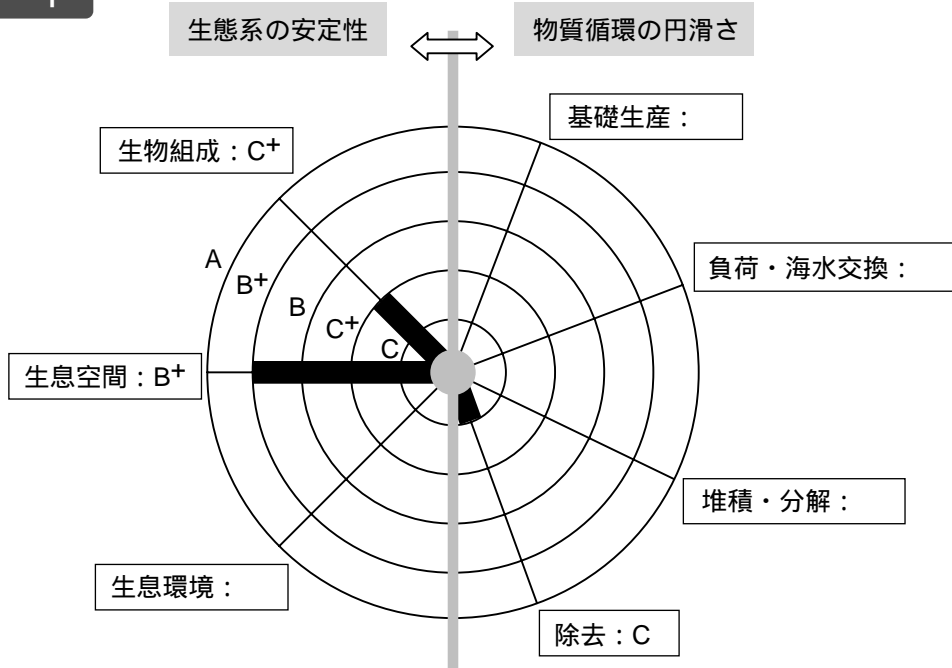 生態系の安定性
物質循環の円滑さ
基礎生産：
生物組成：C+
負荷・海水交換：
A
B+
B
C+
C
生息空間：B+
堆積・分解：
生息環境：
除去：C